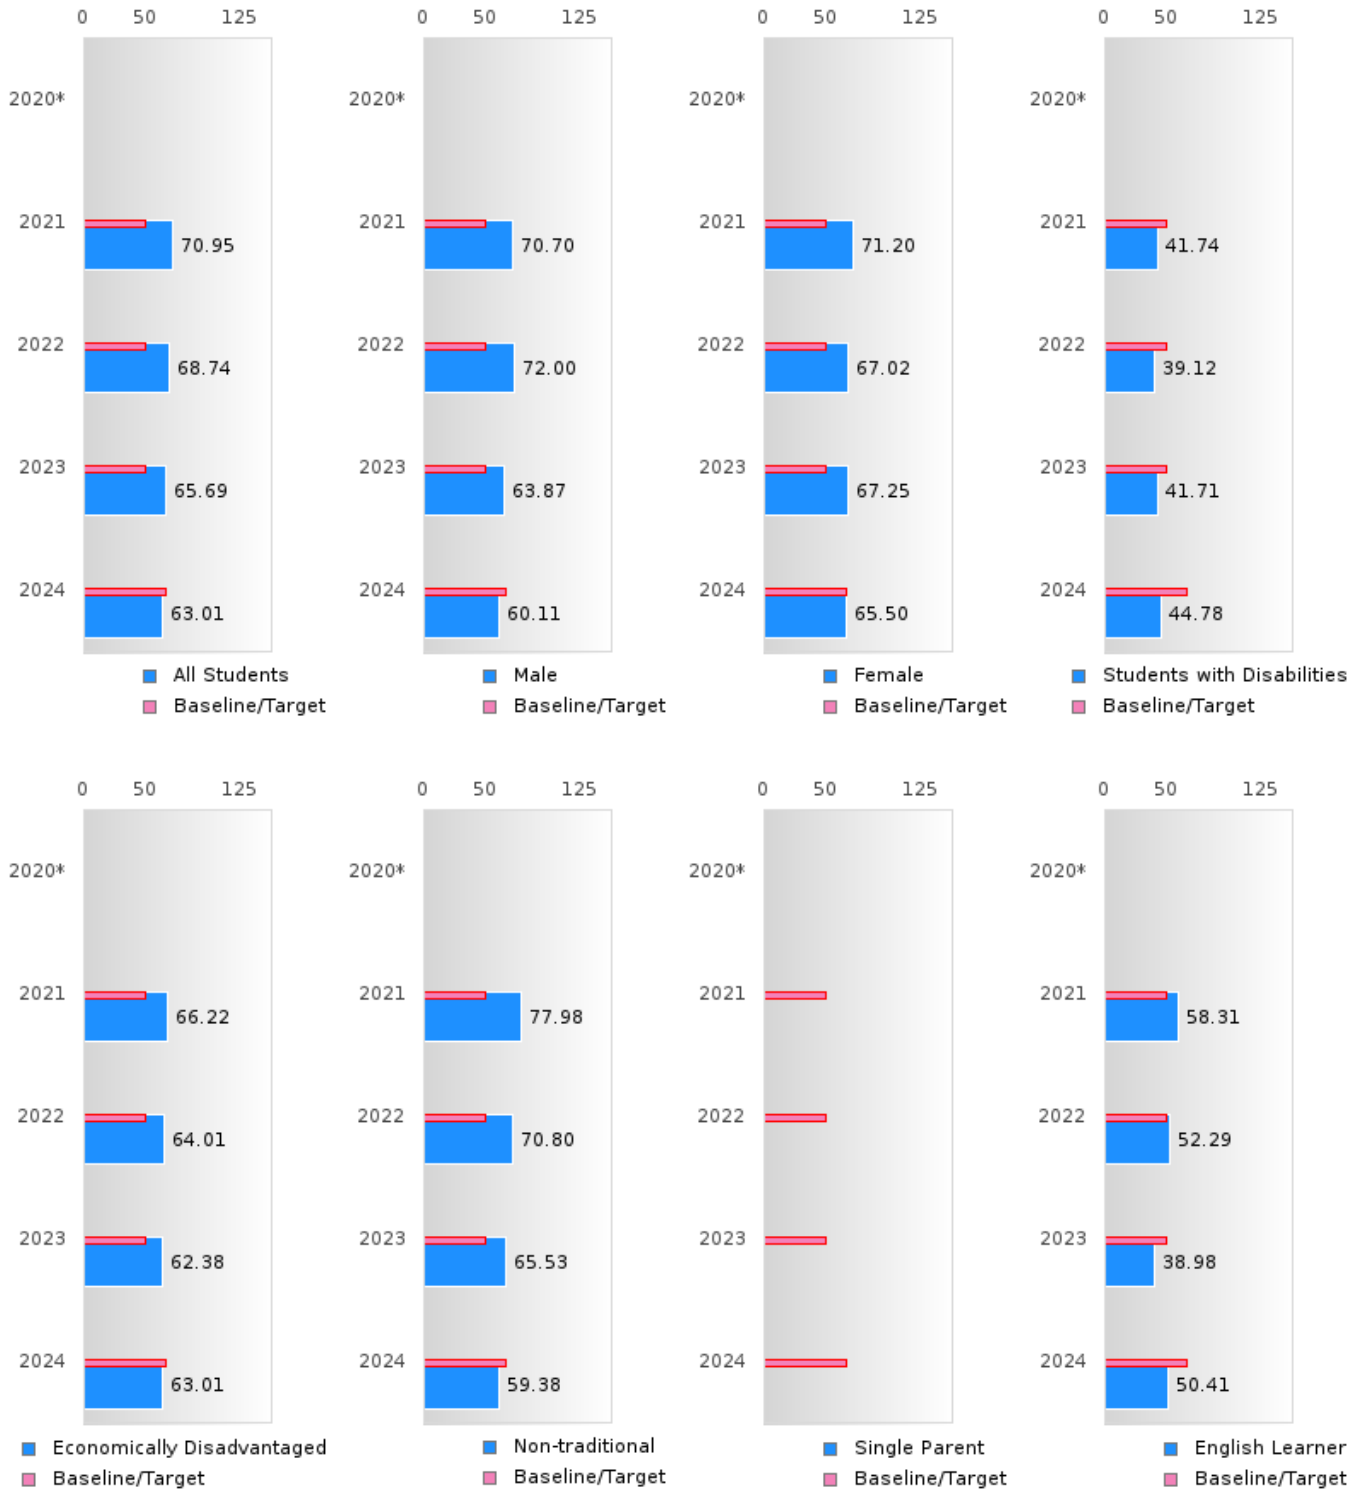 0 50 125 0 50 125 0 50 125 0 50 125
2020* 2020* 2020* 2020*
2021 2021 2021 2021
70.95 70.70 71.20 41.74
2022 2022 2022 2022
68.74 72.00 67.02 39.12
2023 2023 2023 2023
65.69 63.87 67.25 41.71
2024 2024 2024 2024
63.01 60.11 65.50 44.78
All Students Male Female Students with Disabilities
Baseline/Target Baseline/Target Baseline/Target Baseline/Target
0 50 125 0 50 125 0 50 125 0 50 125
2020* 2020* 2020* 2020*
2021 2021 2021 2021
66.22 77.98 58.31
2022 2022 2022 2022
64.01 70.80 52.29
2023 2023 2023 2023
62.38 65.53 38.98
2024 2024 2024 2024
63.01 59.38 50.41
Economically Disadvantaged Non-traditional Single Parent English Learner
Baseline/Target Baseline/Target Baseline/Target Baseline/Target